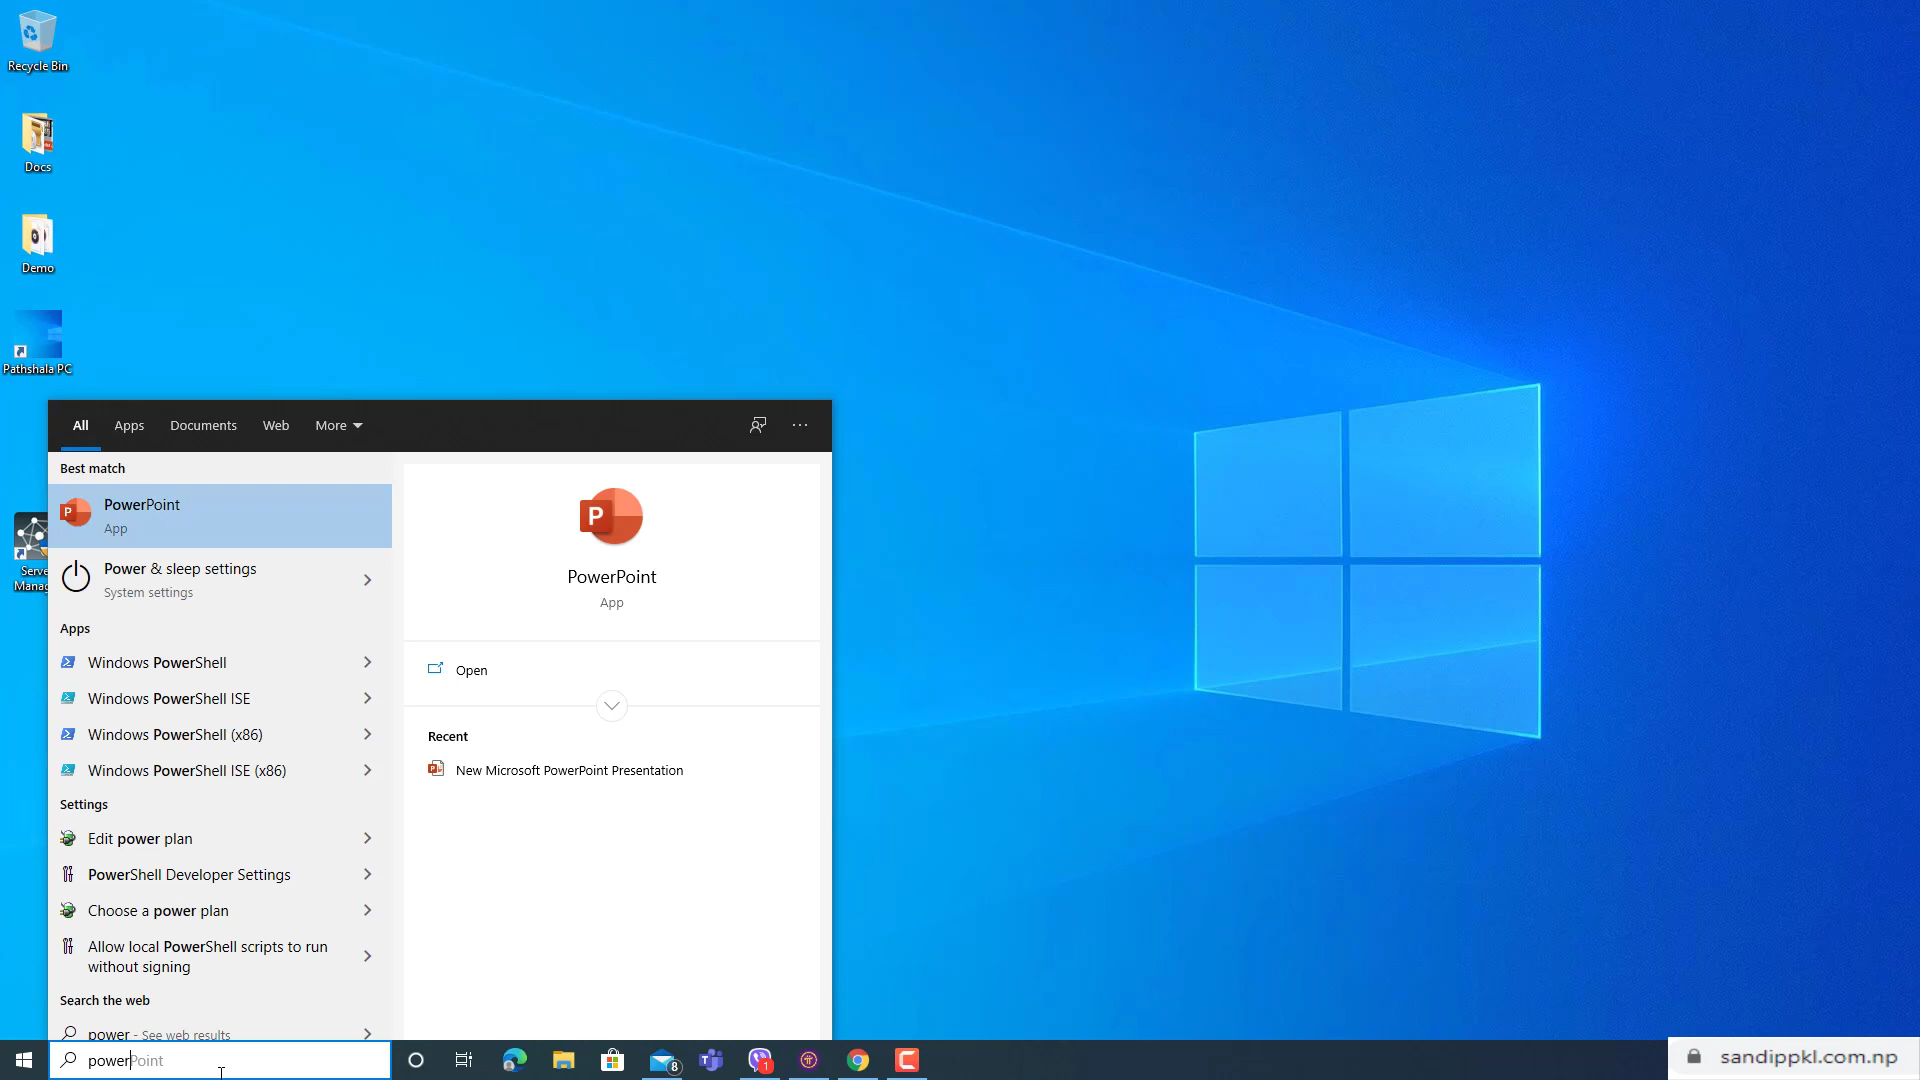 Recycle Bin
Docs
Demo
Pathshala PC
Serve
Manag
All
Apps
Documents
Web
More
Best match
PowerPoint
App
Power & sleep settings
System settings
Apps
Windows PowerShell
Windows PowerShell ISE
Windows PowerShell (x86)
Windows PowerShell ISE (x86)
Settings
Edit power plan
PowerShell Developer Settings
Choose a power plan
Allow local PowerShell scripts to run
without signing
Search the web
power - See web results
P
PowerPoint
App
Open
Recent
New Microsoft PowerPoint Presentation
powerPoint
8
1
sandippkl.com.np